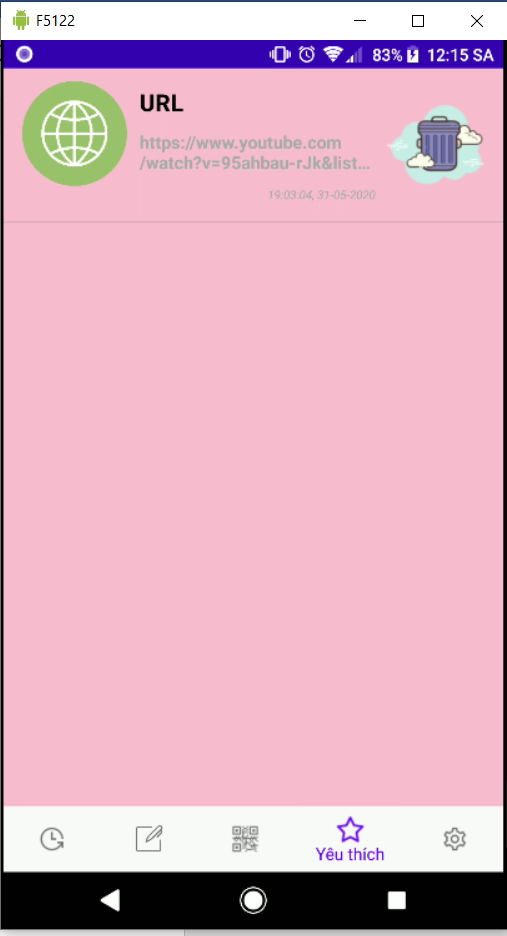 F5122
83% 12:15 SA
URL
https://www.youtube.com
/watch?v=95ahbau-rJk&list...
19:03:04, 31-05-2020
Yêu thích